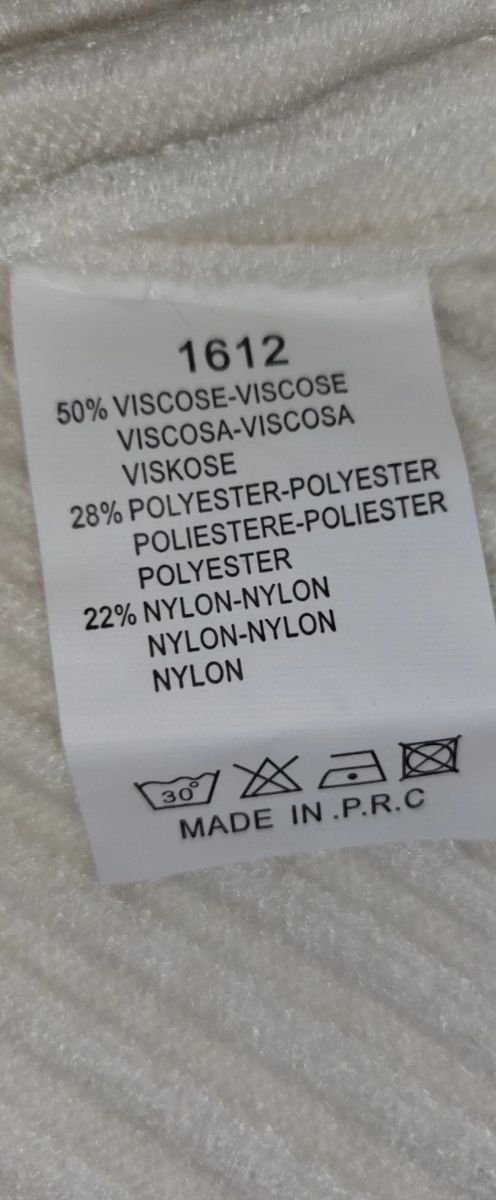 1612
50% VISCOSE-VISCOSE
VISCOSA-VISCOSA
VISKOSE
28% POLYESTER-POLYESTER
POLIESTERE-POLIESTER
POLYESTER
22% NYLON-NYLON
NYLON-NYLON
NYLON
30°
MADE IN .P.R.C